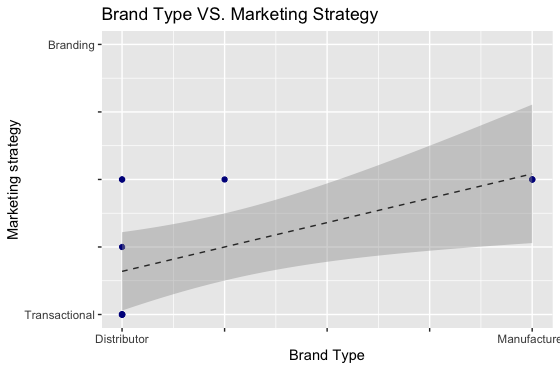 Brand Type VS. Marketing Strategy
Marketing strategy
Branding
Transactional
Distributor
Manufacture
Brand Type